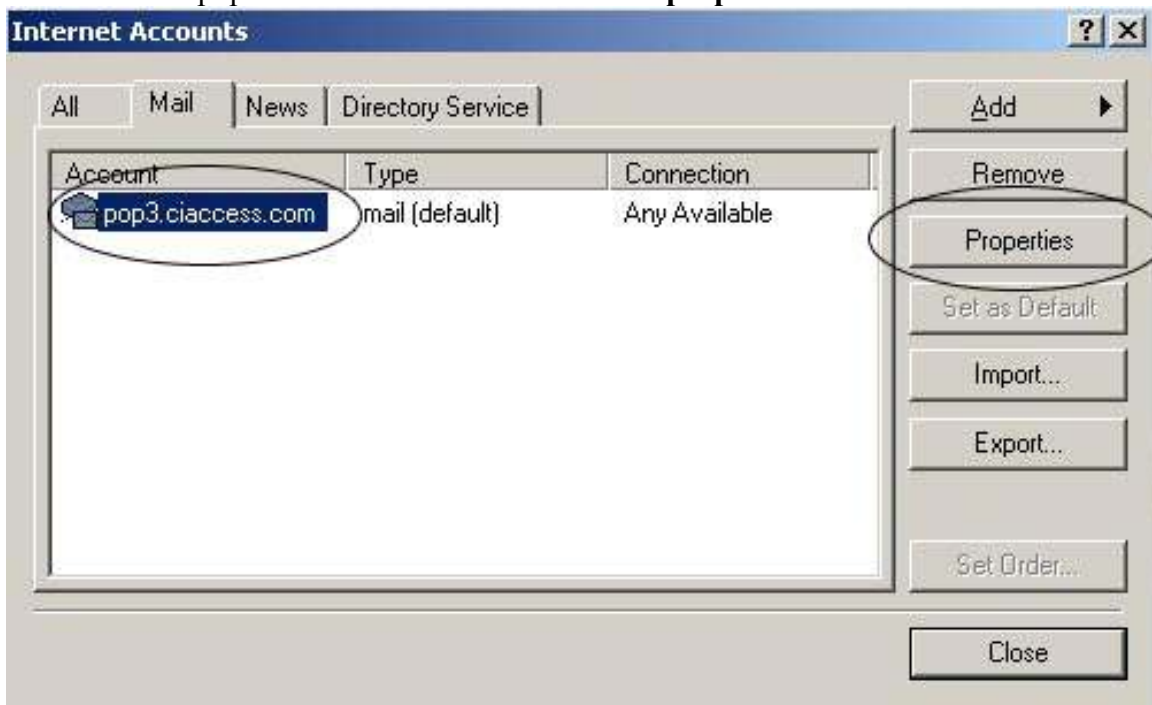 Internet Accounts
All Mail News Directory Service
Add
Account Type Connection
Remove
pop3.ciaccess.com mail (default) Any Available
Properties
Set as Default
Import...
Export...
Set Order...
Close